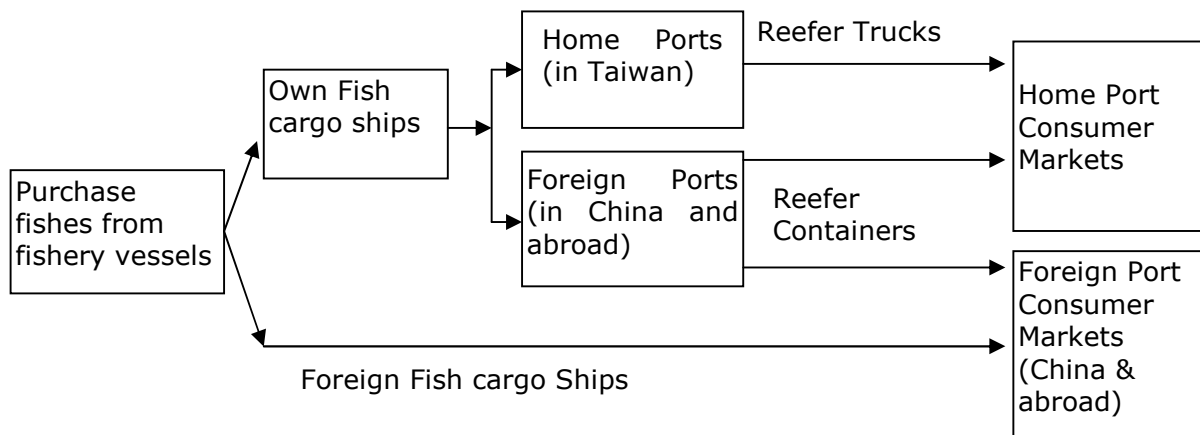 Purchase
fishes from
fishery vessels
Own Fish
cargo ships
Home Ports
(in Taiwan)
Foreign Ports
(in China and
abroad)
Reefer Trucks
Reefer
Containers
Home Port
Consumer
Markets
Foreign Port
Consumer
Markets
(China &
abroad)
Foreign Fish cargo Ships